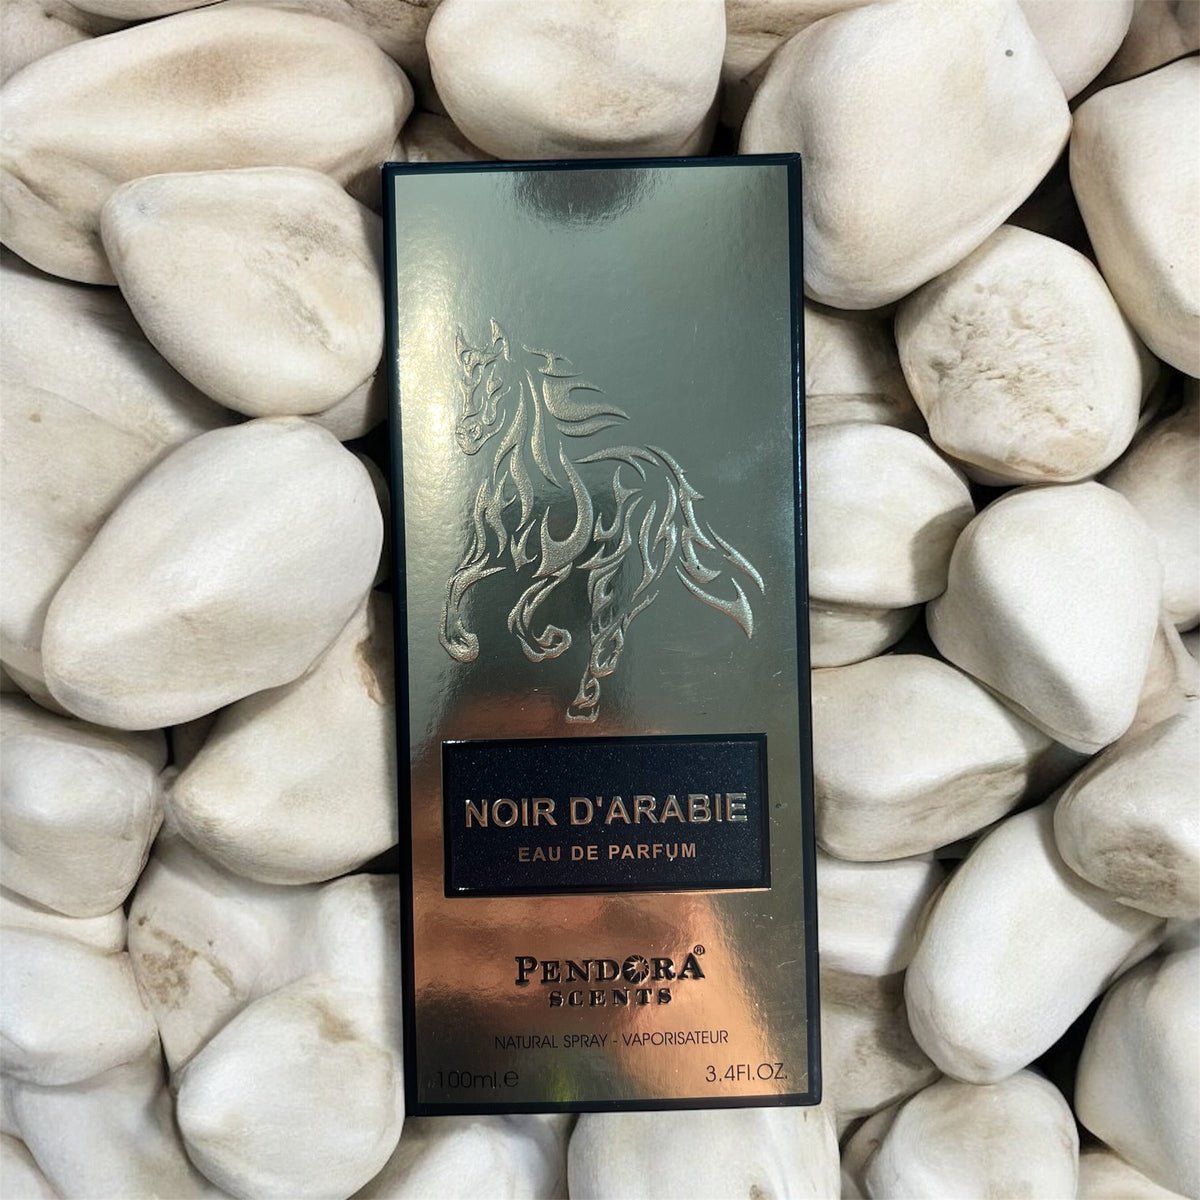 NOIR D'ARABIE
EAU DE PARFUM
PENDORA®
SCENTS
NATURAL SPRAY - VAPORISATEUR
100ml.e 3.4Fl.OZ.